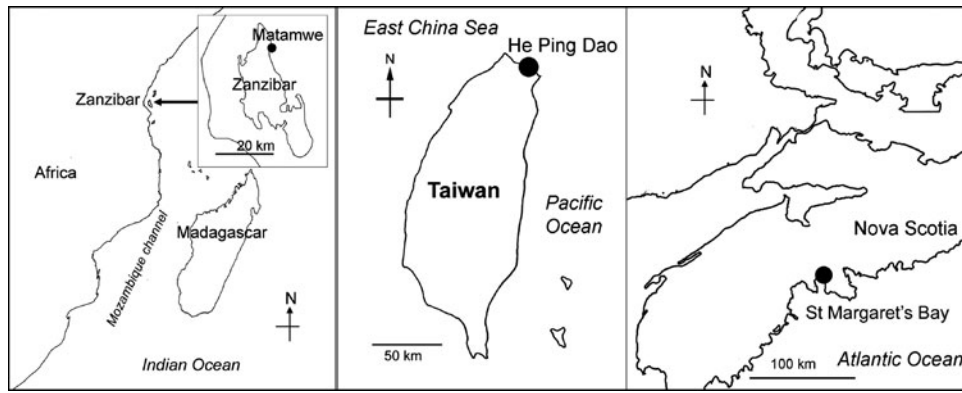 Matamwe
Zanzibar
Zanzibar
20 km
Africa
Madagascar
Mozambique channel
N
Indian Ocean
East China Sea
He Ping Dao
N
Taiwan
Pacific
Ocean
50 km
N
Nova Scotia
St Margaret's Bay
100 km
Atlantic Ocean